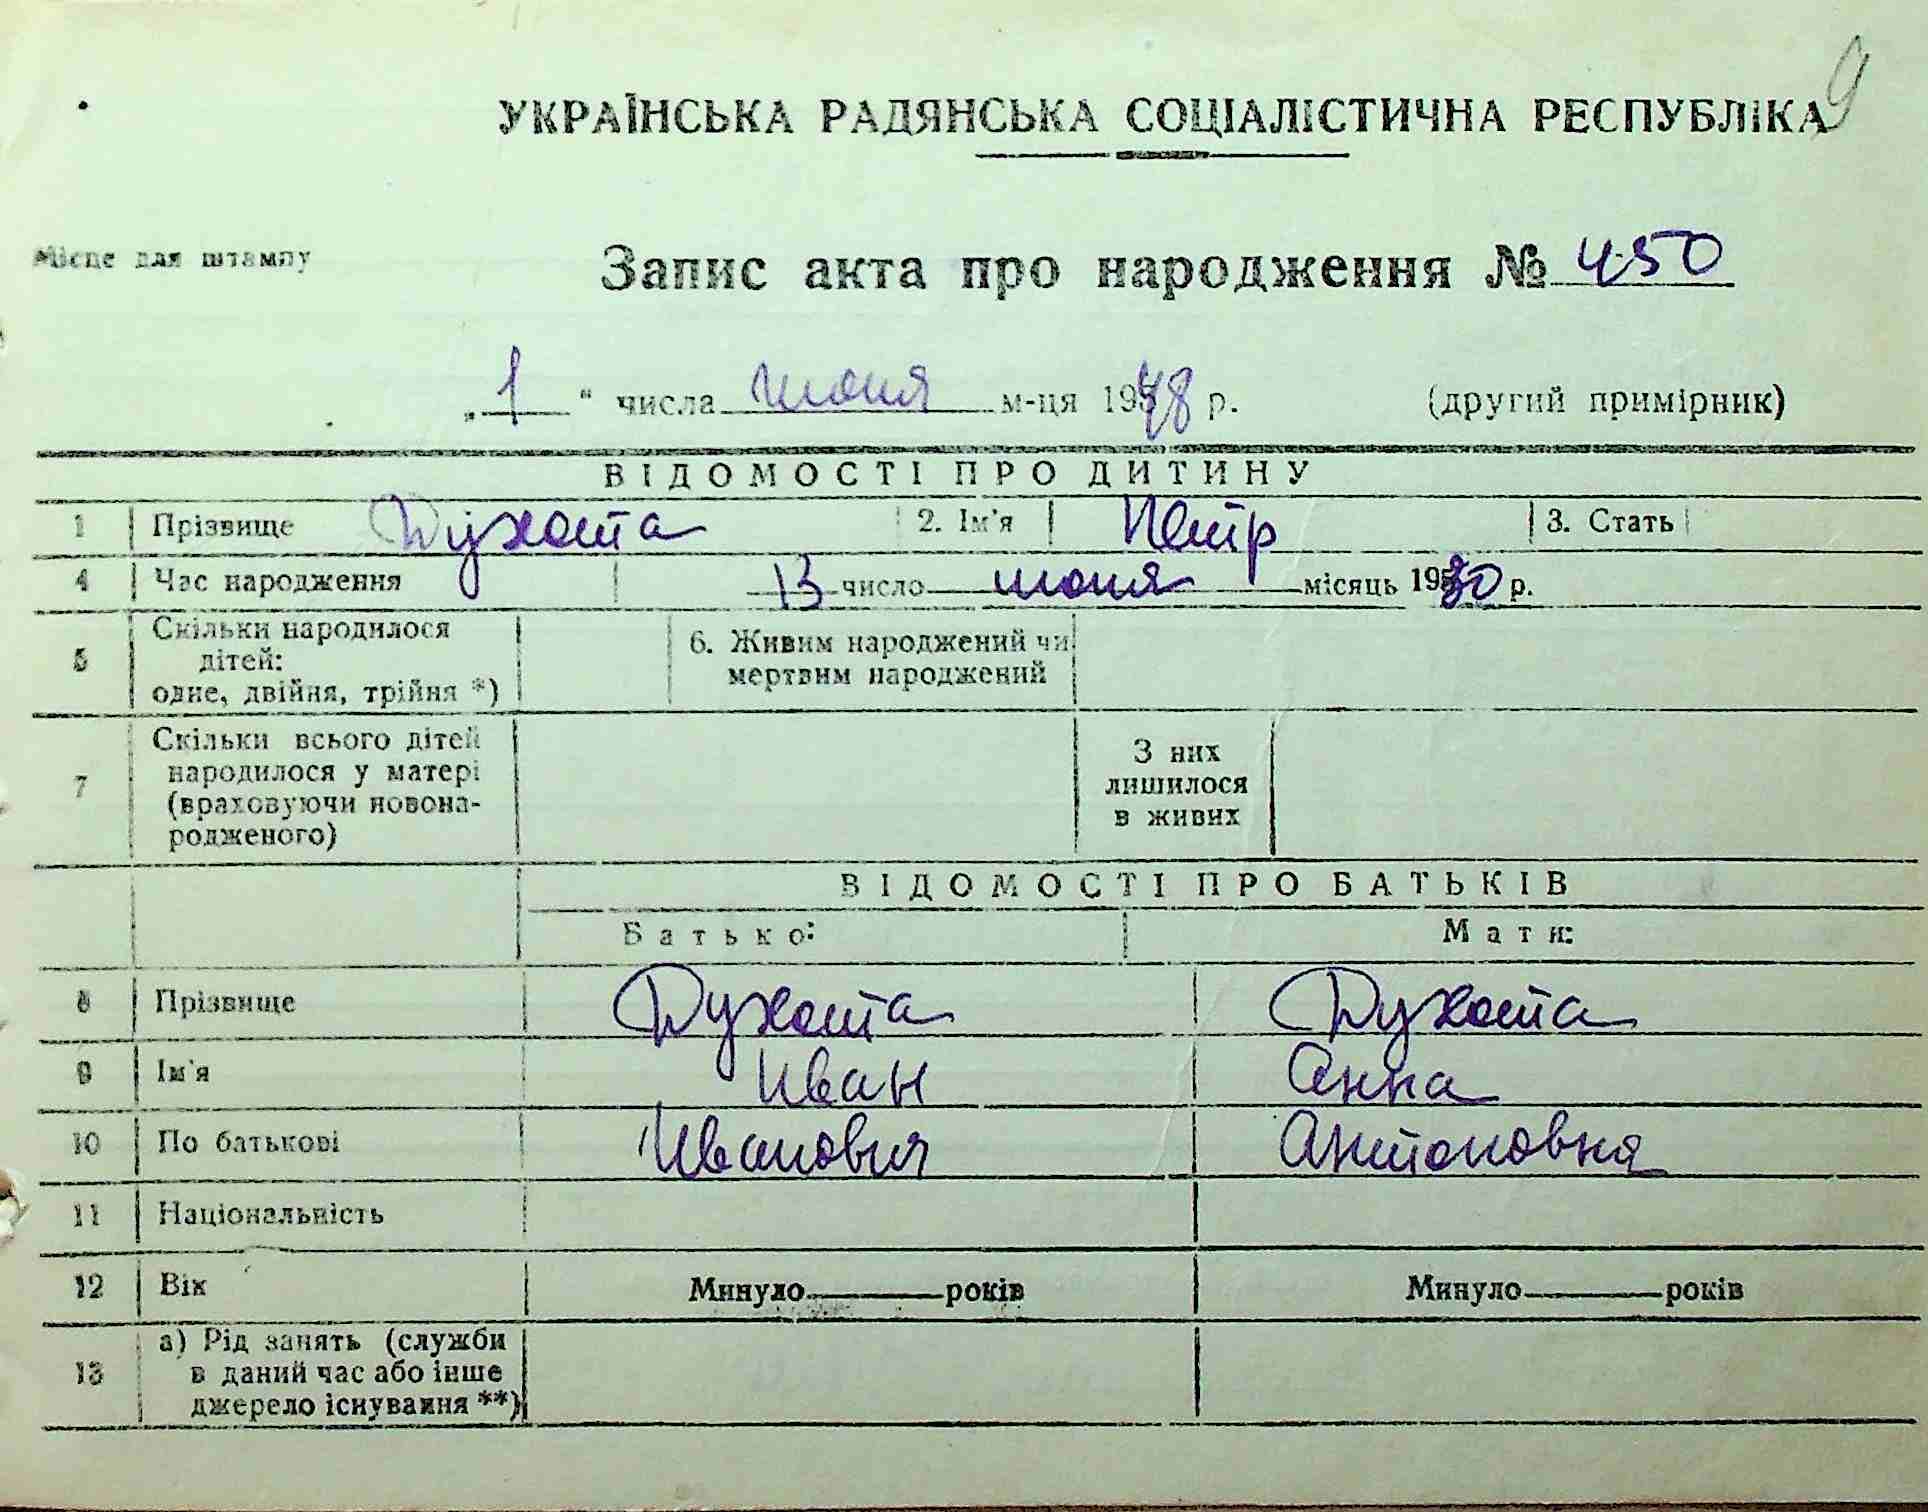 9
УКРАЇНСЬКА РАДЯНСЬКА СОЦІАЛІСТИЧНА РЕСПУБЛІКА
Місце для штампу
Запис акта про народження № 450
„1“ числа июня м-ця 1948 р. (другий примірник)
ВІДОМОСТІ ПРО ДИТИНУ
1 Прізвище Духота 2. Ім'я Петр 3. Стать
4 Час народження 13 число июня місяць 1930 р.
5 Скільки народилося дітей: одне, двійня, трійня *) 6. Живим народжений чи мертвим народжений
7 Скільки всього дітей народилося у матері (враховуючи новона-родженого) З них лишилося в живих
ВІДОМОСТІ ПРО БАТЬКІВ
Батько: Мати:
8 Прізвище Духота Духота
9 Ім'я Иван Анна
10 По батькові Иванович Антоновна
11 Національність
12 Вік Минуло років Минуло років
13 а) Рід занять (служби в даний час або інше джерело існування **)